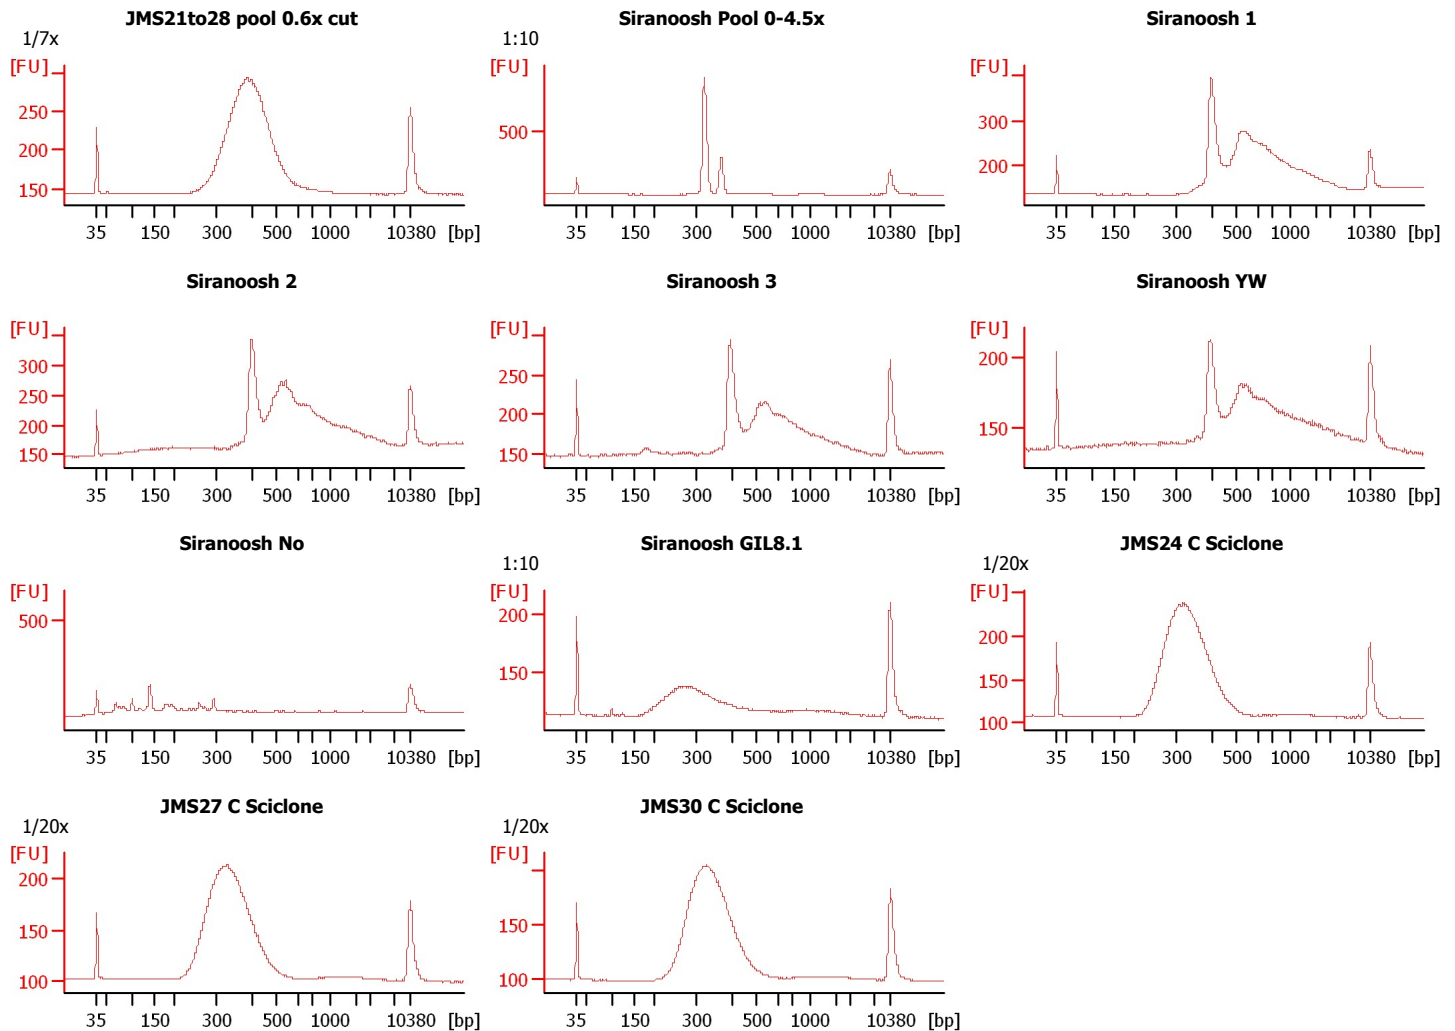 JMS21to28 pool 0.6x cut
1/7x
[FU]
250
200
150
35 150 300 500 1000 10380 [bp]
Siranoosh Pool 0-4.5x
1:10
[FU]
500
35 150 300 500 1000 10380 [bp]
Siranoosh 1
[FU]
300
200
35 150 300 500 1000 10380 [bp]
Siranoosh 2
[FU]
300
250
200
150
35 150 300 500 1000 10380 [bp]
Siranoosh 3
[FU]
250
200
150
35 150 300 500 1000 10380 [bp]
Siranoosh YW
[FU]
200
150
35 150 300 500 1000 10380 [bp]
Siranoosh No
[FU]
500
35 150 300 500 1000 10380 [bp]
Siranoosh GIL8.1
1:10
[FU]
200
150
35 150 300 500 1000 10380 [bp]
JMS24 C Sciclone
1/20x
[FU]
200
150
100
35 150 300 500 1000 10380 [bp]
JMS27 C Sciclone
1/20x
[FU]
200
150
100
35 150 300 500 1000 10380 [bp]
JMS30 C Sciclone
1/20x
[FU]
150
100
35 150 300 500 1000 10380 [bp]